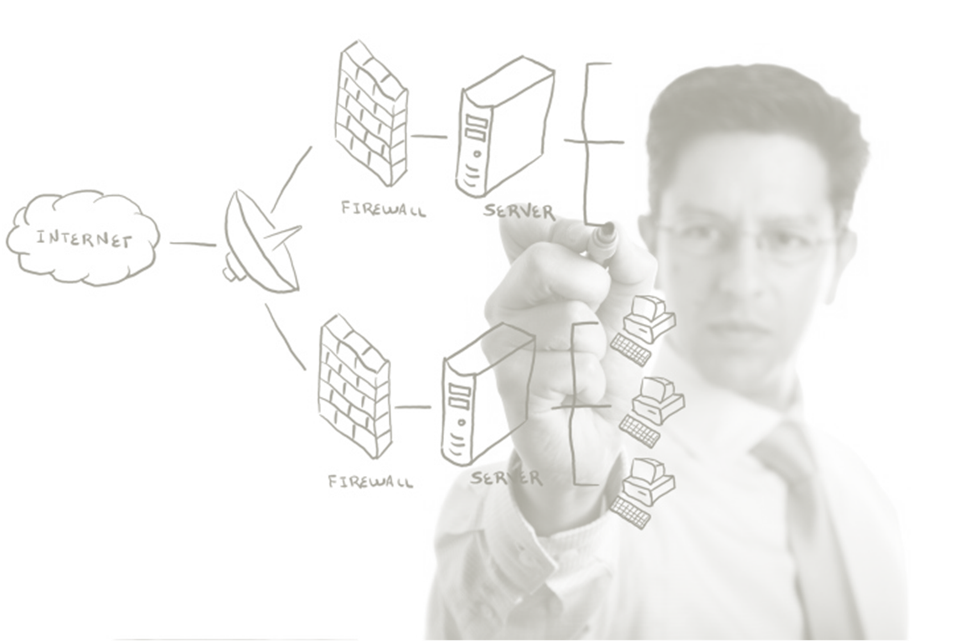 INTERNET
FIREWALL
SERVER
FIREWALL
SERVER